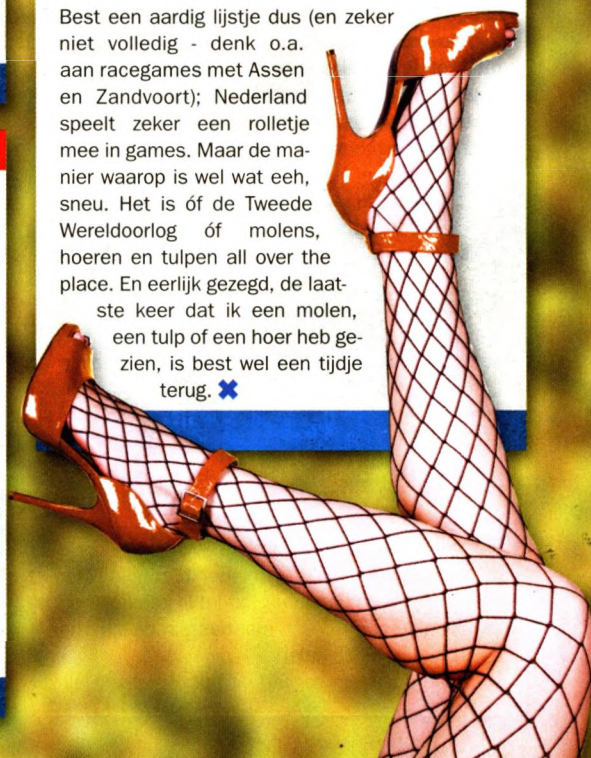 Best een aardig lijstje dus (en zeker
niet volledig - denk o.a.
aan racegames met Assen
en Zandvoort); Nederland
speelt zeker een rolletje
mee in games. Maar de ma-
nier waarop is wel wat eeh,
sneu. Het is óf de Tweede
Wereldoorlog óf molens,
hoeren en tulpen all over the
place. En eerlijk gezegd, de laat-
ste keer dat ik een molen,
een tulp of een hoer heb ge-
zien, is best wel een tijdje
terug.